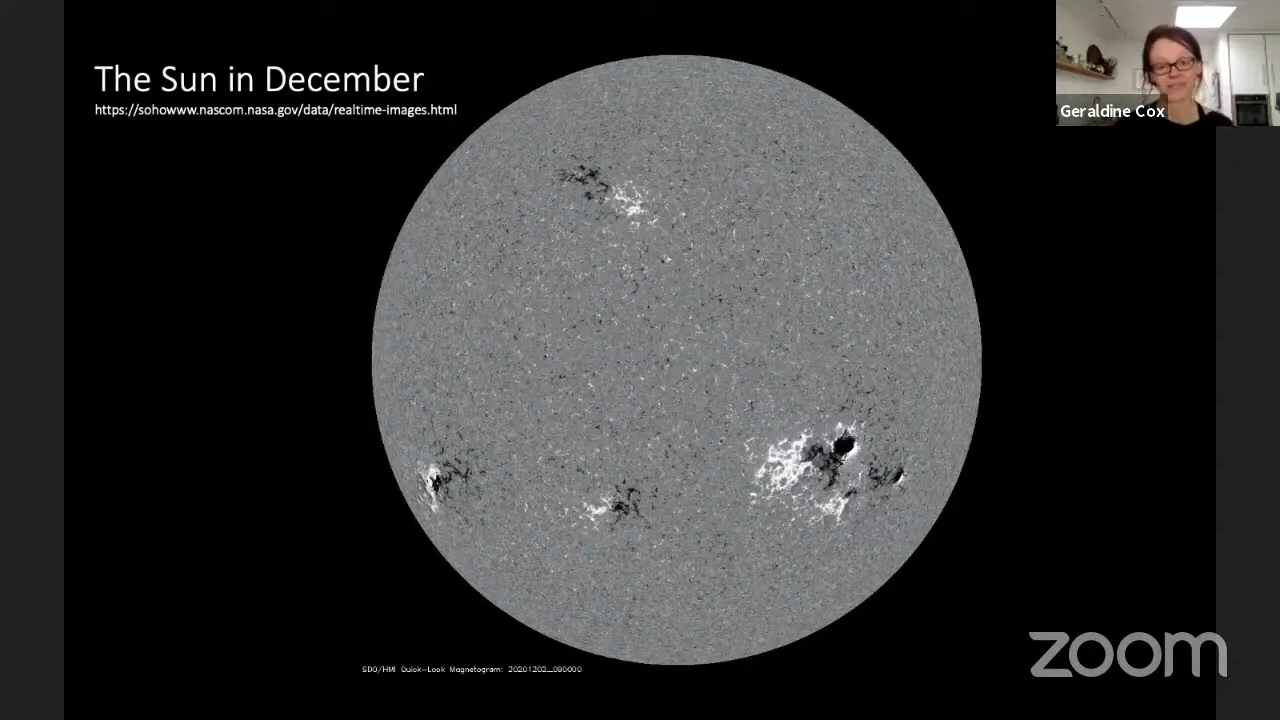 The Sun in December
https://sohowww.nascom.nasa.gov/data/realtime-images.html
Geraldine Cox
SDO/HMI Quick-Look Magnetogram: 20201202_090000
zoom